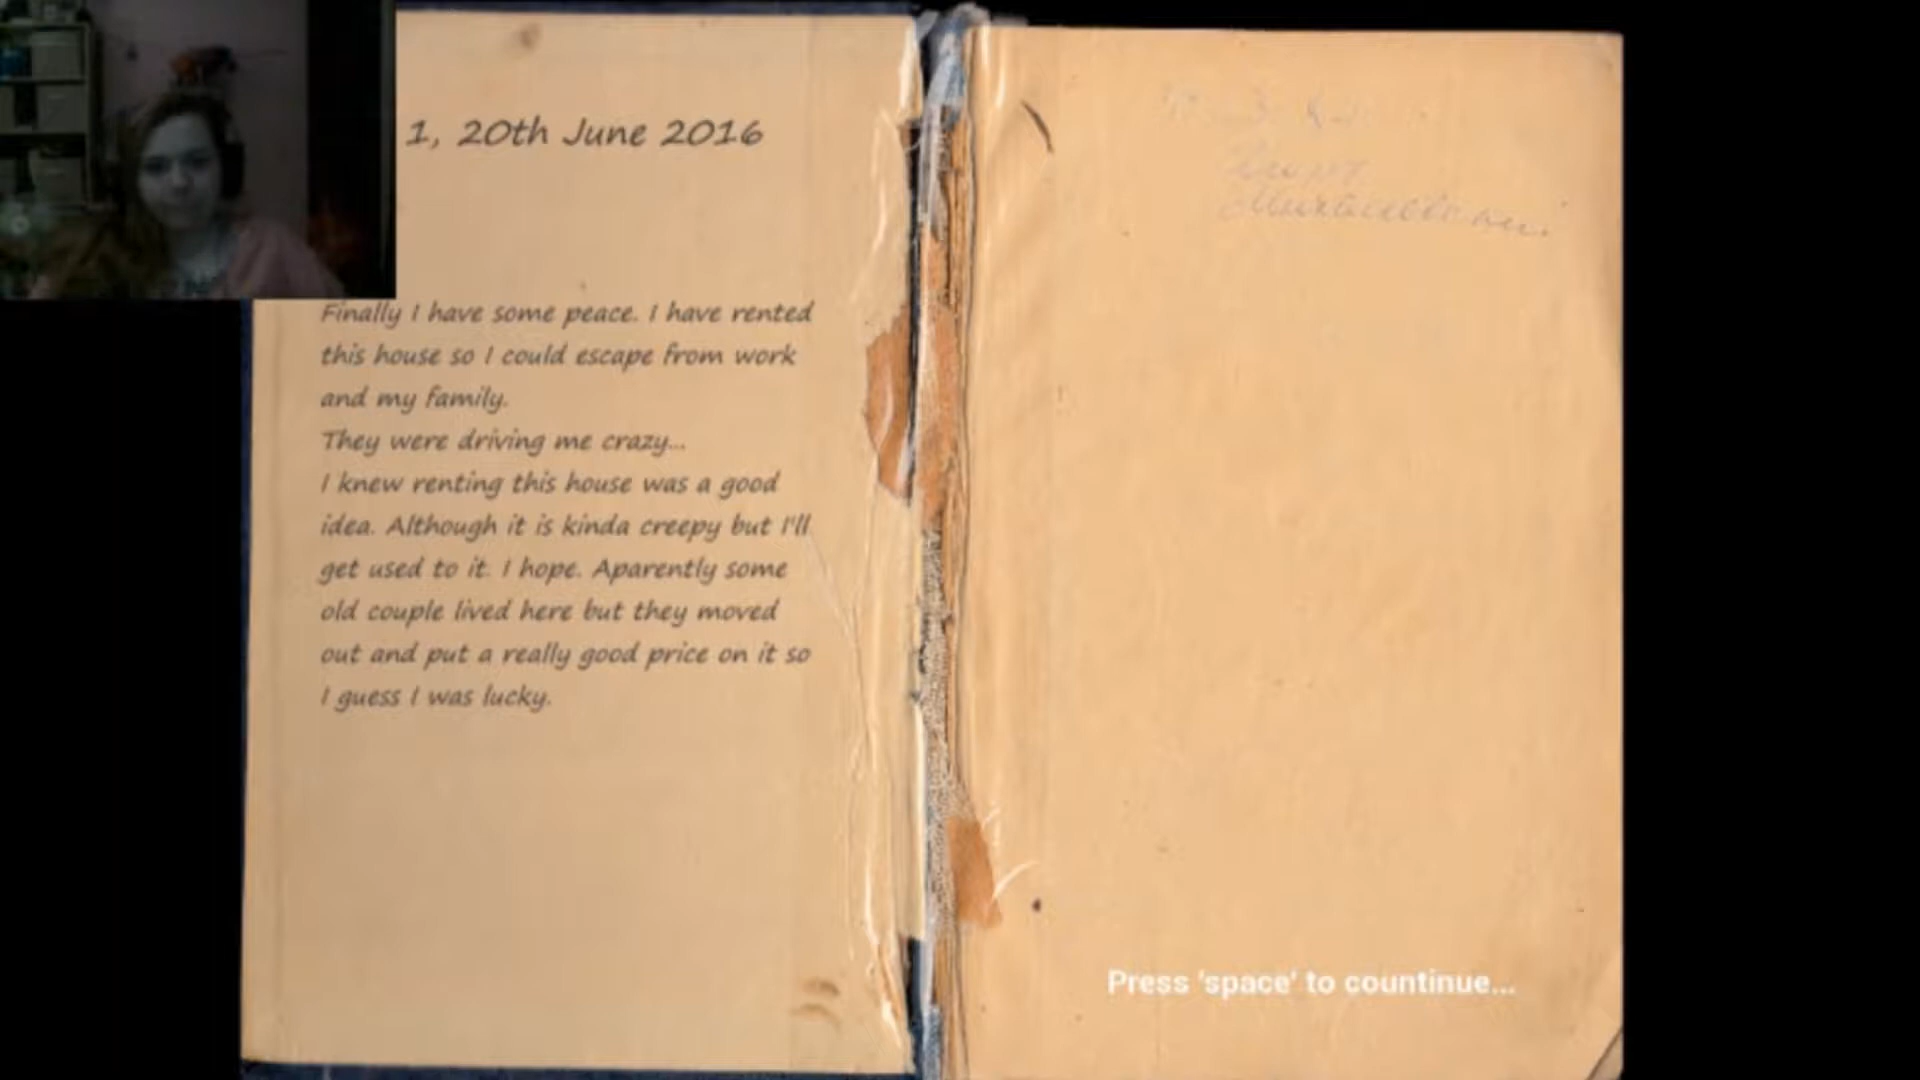 1, 20th June 2016
Finally I have some peace. I have rented
this house so I could escape from work
and my family.
They were driving me crazy...
I knew renting this house was a good
idea. Although it is kinda creepy but I'll
get used to it. I hope. Aparently some
old couple lived here but they moved
out and put a really good price on it so
I guess I was lucky.
Press 'space' to countinue...